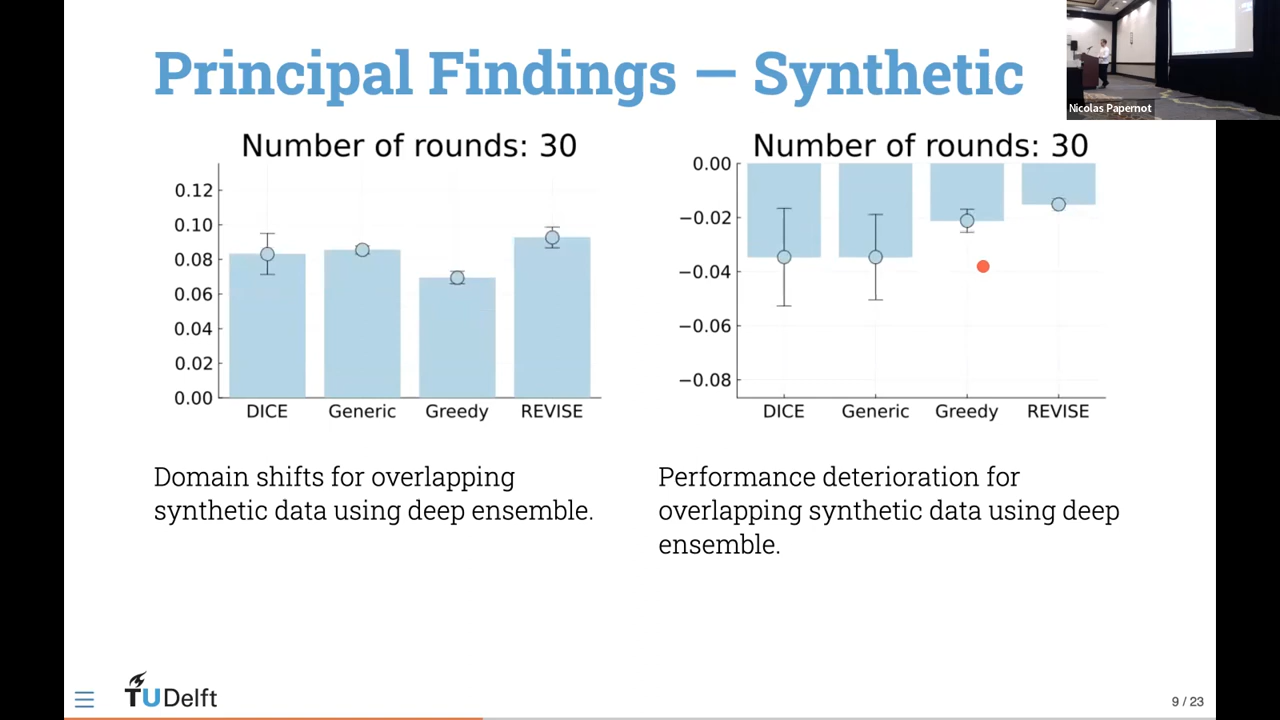 Principal Findings — Synthetic
Nicolas Papernot
Number of rounds: 30
0.12
0.10
0.08
0.06
0.04
0.02
0.00
DICE Generic Greedy REVISE
Number of rounds: 30
0.00
−0.02
−0.04
−0.06
−0.08
DICE Generic Greedy REVISE
Domain shifts for overlapping
synthetic data using deep ensemble.
Performance deterioration for
overlapping synthetic data using deep
ensemble.
TUDelft
9 / 23